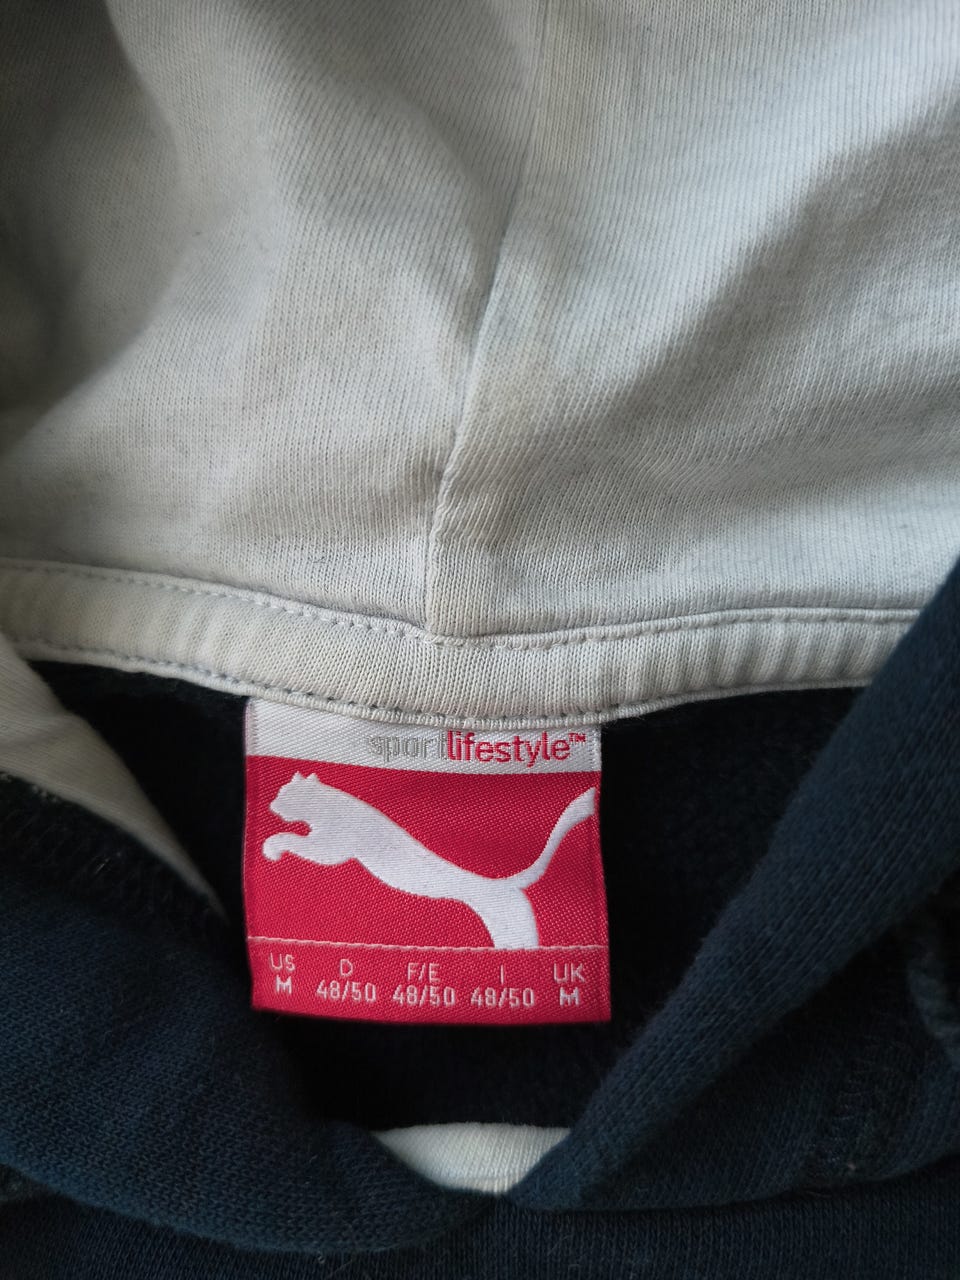 sportlifestyle™
US D F/E I UK
M 48/50 48/50 48/50 M